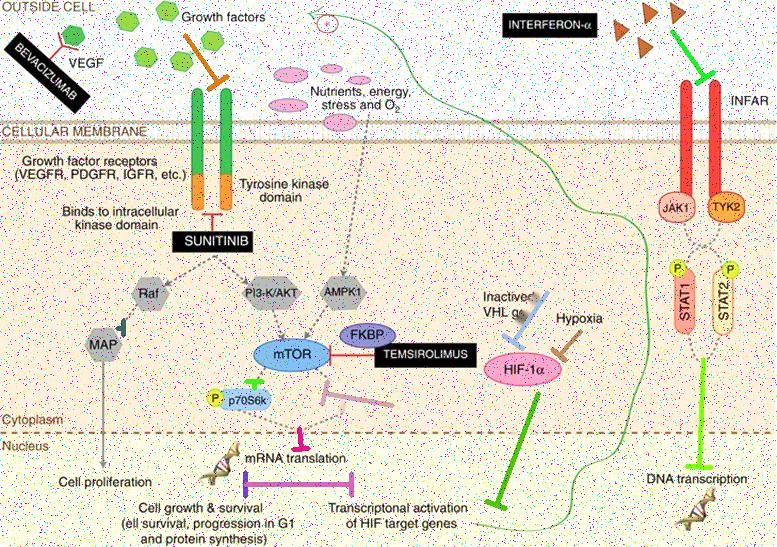 OUTSIDE CELL
Growth factors
INTERFERON-α
BEVACIZUMAB
VEGF
Nutrients, energy,
stress and O2
INFAR
CELLULAR MEMBRANE
Growth factor receptors
(VEGFR, PDGFR, IGFR, etc.)
Tyrosine kinase
domain
Binds to intracellular
kinase domain
SUNITINIB
JAK1
TYK2
P
P
STAT1
STAT2
Raf
PI3-K/AKT
AMPK1
Inactived
VHL
Hypoxia
FKBP
MAP
mTOR
TEMSIROLIMUS
HIF-1α
P
p70S6k
Cytoplasm
Nucleus
mRNA translation
Cell proliferation
DNA transcription
Cell growth & survival
(cell survival, progression in G1
and protein synthesis)
Transcriptonal activation
of HIF target genes